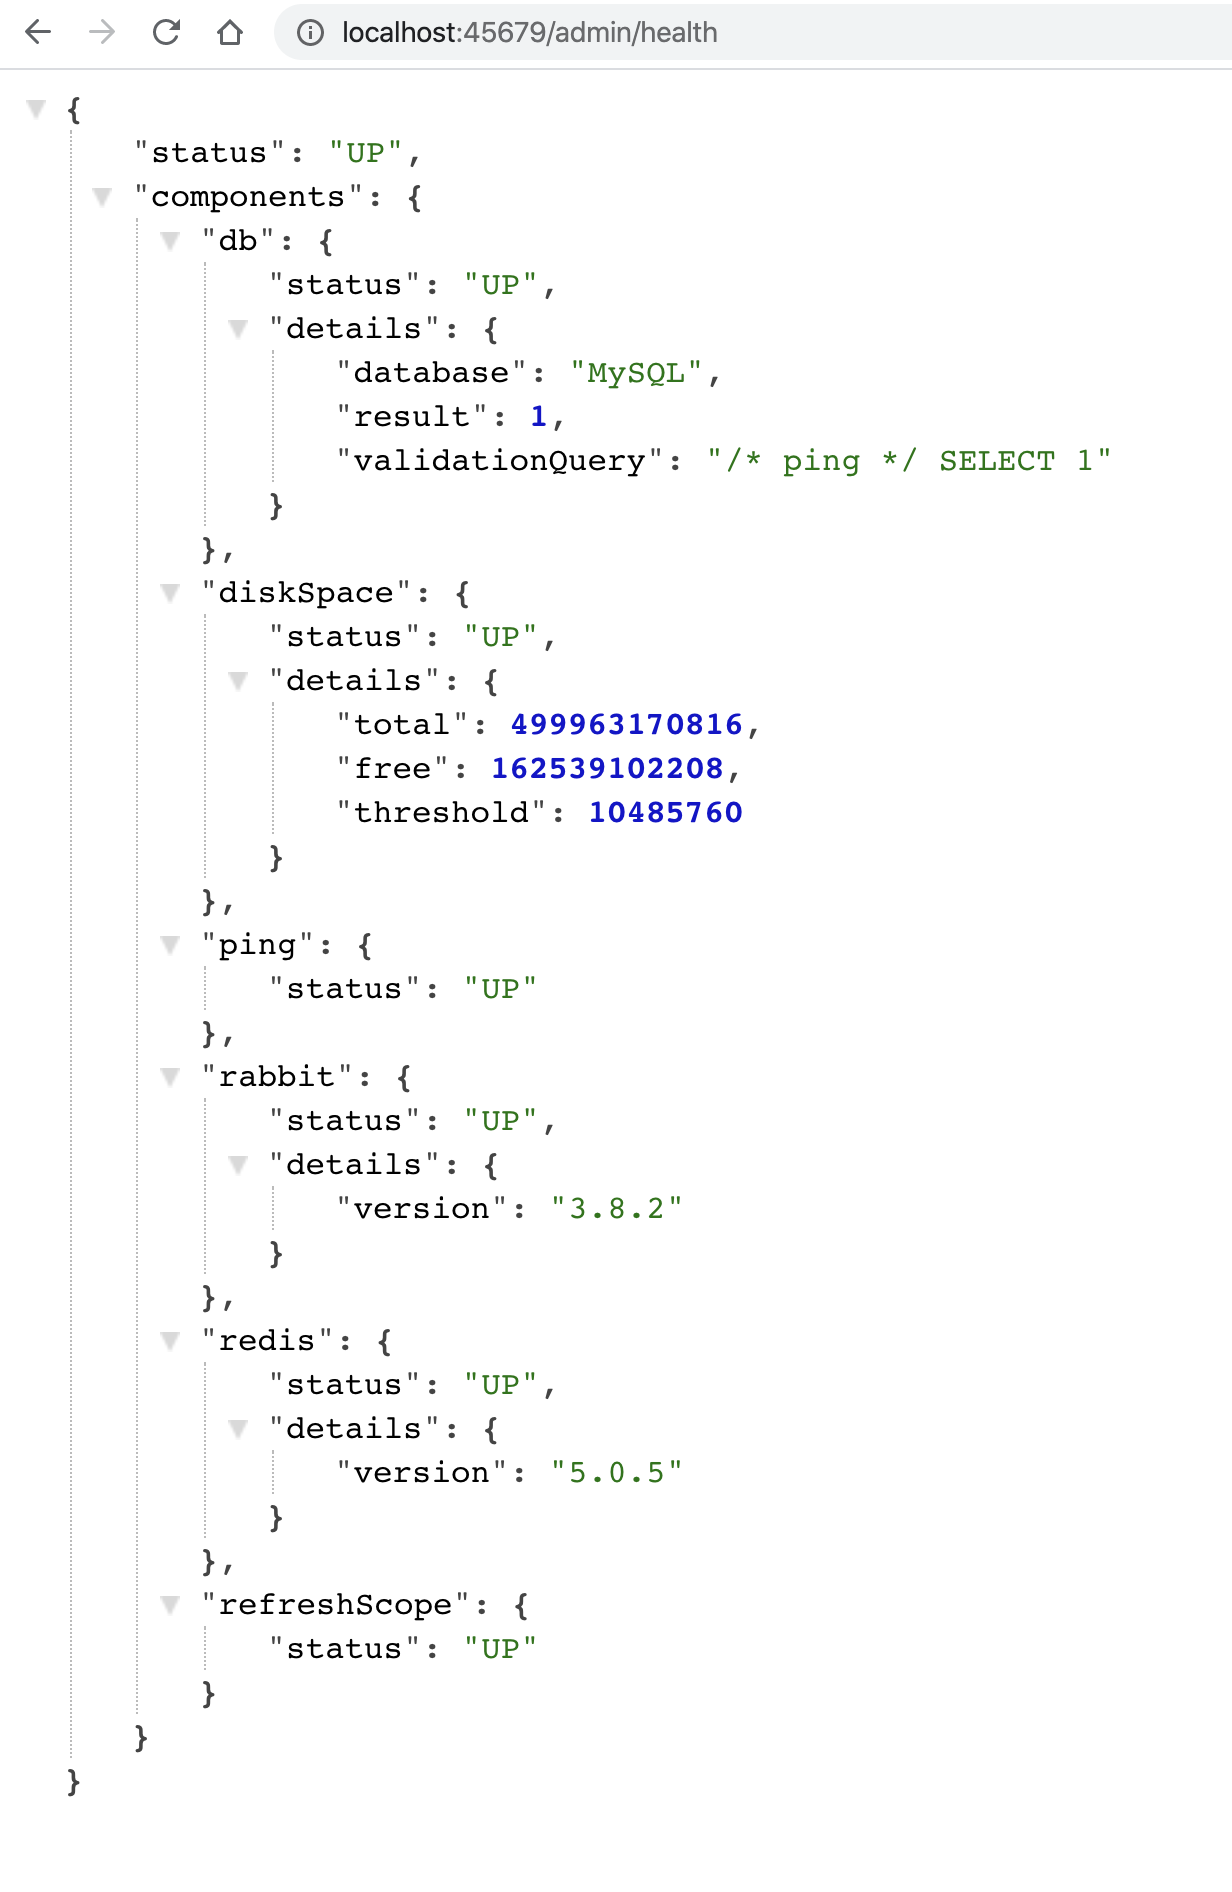 localhost:45679/admin/health
{
"status": "UP",
"components": {
"db": {
"status": "UP",
"details": {
"database": "MySQL",
"result": 1,
"validationQuery": "/* ping */ SELECT 1"
}
},
"diskSpace": {
"status": "UP",
"details": {
"total": 499963170816,
"free": 162539102208,
"threshold": 10485760
}
},
"ping": {
"status": "UP"
},
"rabbit": {
"status": "UP",
"details": {
"version": "3.8.2"
}
},
"redis": {
"status": "UP",
"details": {
"version": "5.0.5"
}
},
"refreshScope": {
"status": "UP"
}
}
}